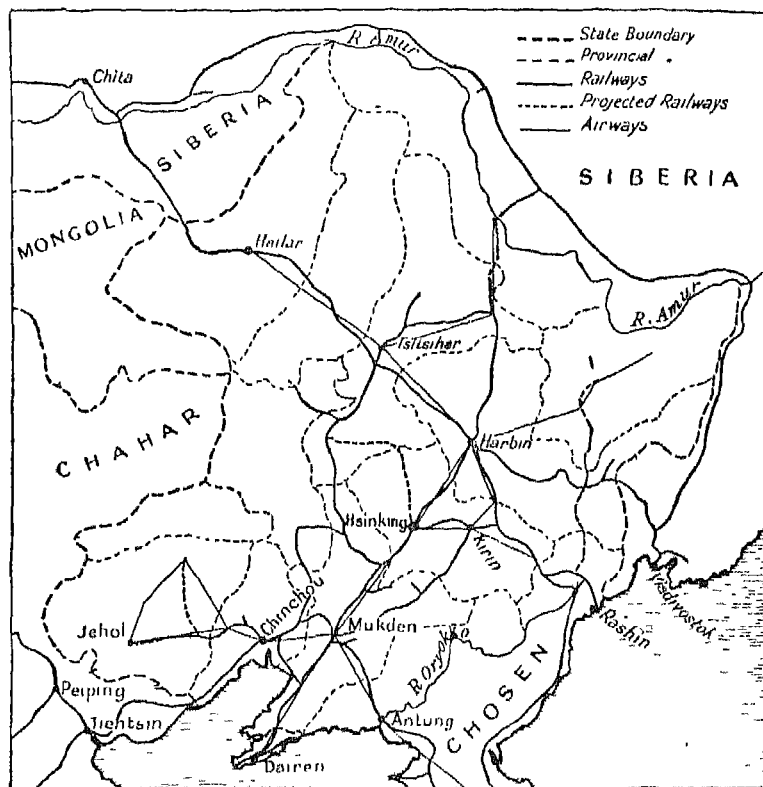 R. Amur
State Boundary
Provincial "
Railways
Projected Railways
Airways
Chita
SIBERIA
SIBERIA
MONGOLIA
Hailar
R. Amur
Tsitsihar
CHAHAR
Harbin
Hsinking
Kirin
Vladivostok
Chinchou
Rashin
Jehol
Mukden
R Oryokko
CHOSEN
Peiping
Tientsin
Antung
Dairen